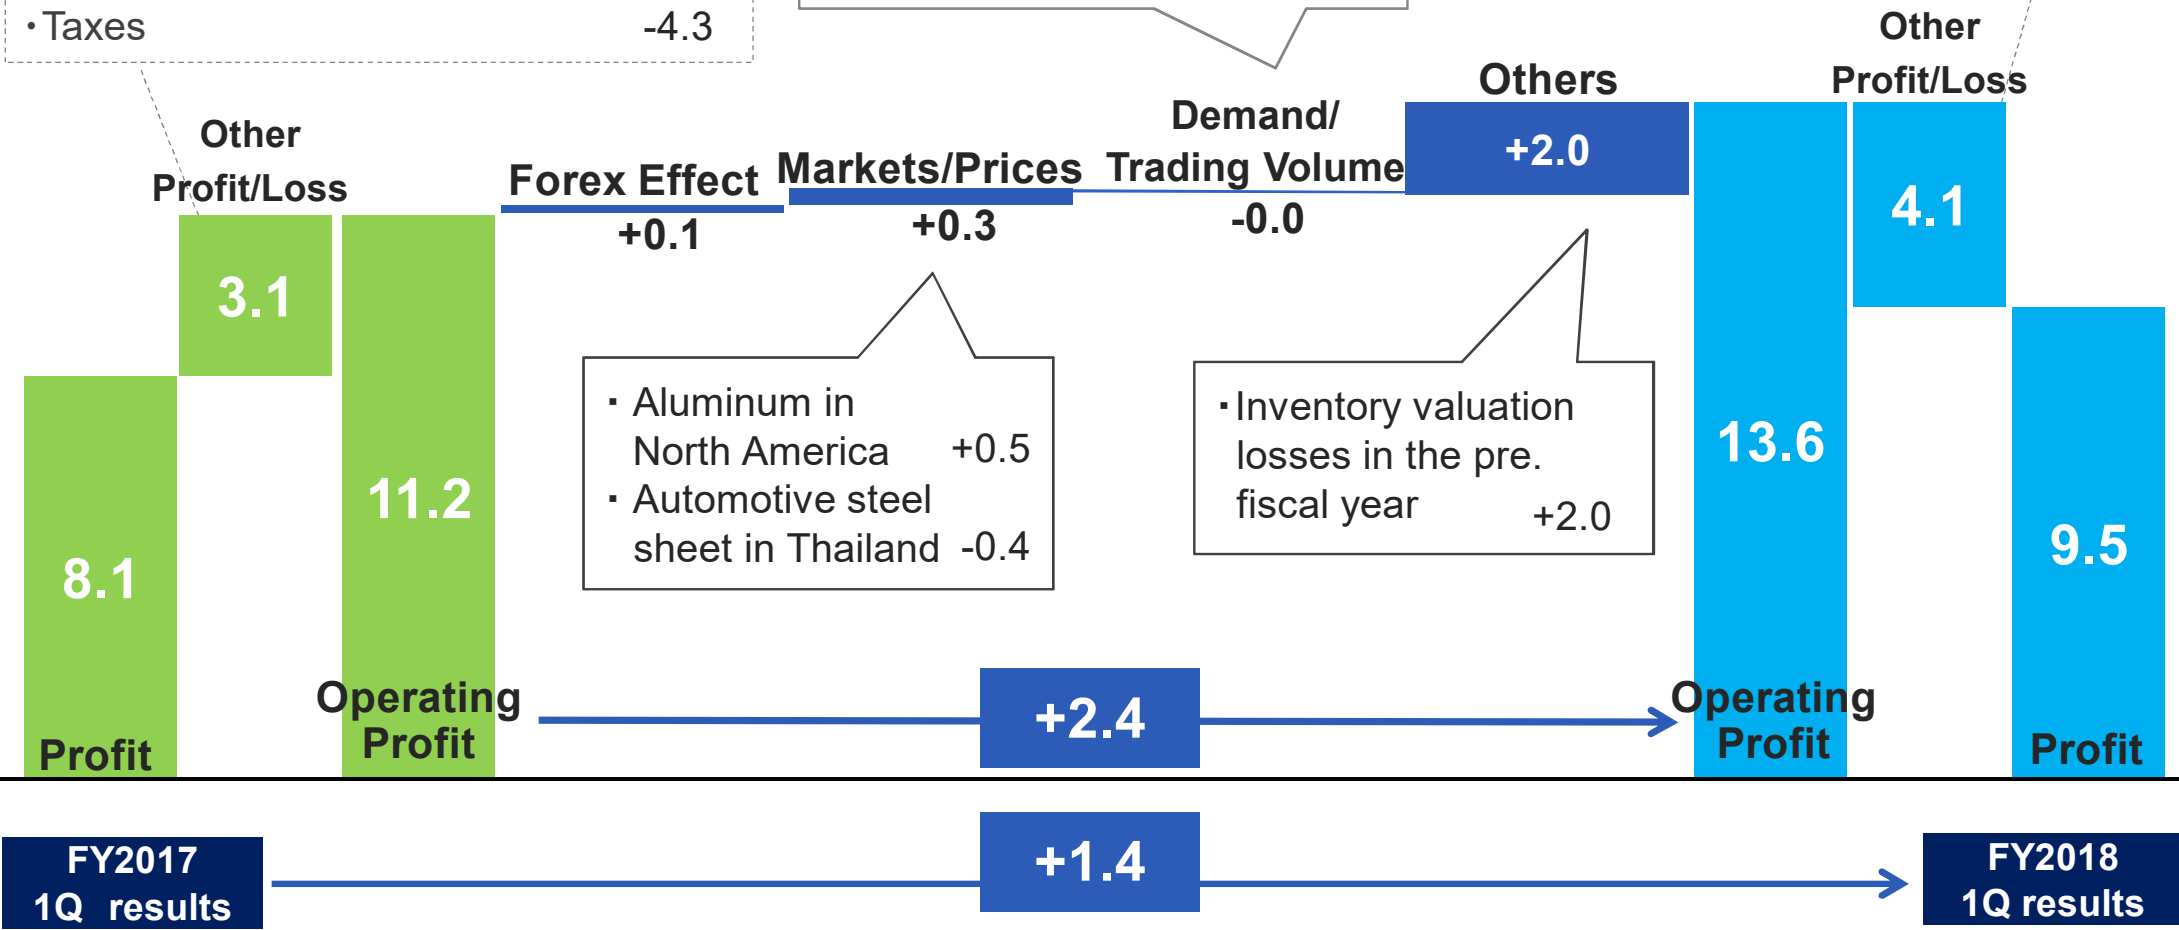 ・Taxes -4.3
Other
Profit/Loss
3.1
8.1
Profit
11.2
Operating
Profit
Forex Effect
+0.1
Markets/Prices
+0.3
Demand/
Trading Volume
-0.0
Others
+2.0
・Aluminum in
North America +0.5
・Automotive steel
sheet in Thailand -0.4
・Inventory valuation
losses in the pre.
fiscal year +2.0
13.6
Operating
Profit
Other
Profit/Loss
4.1
9.5
Profit
+2.4
+1.4
FY2017
1Q results
FY2018
1Q results